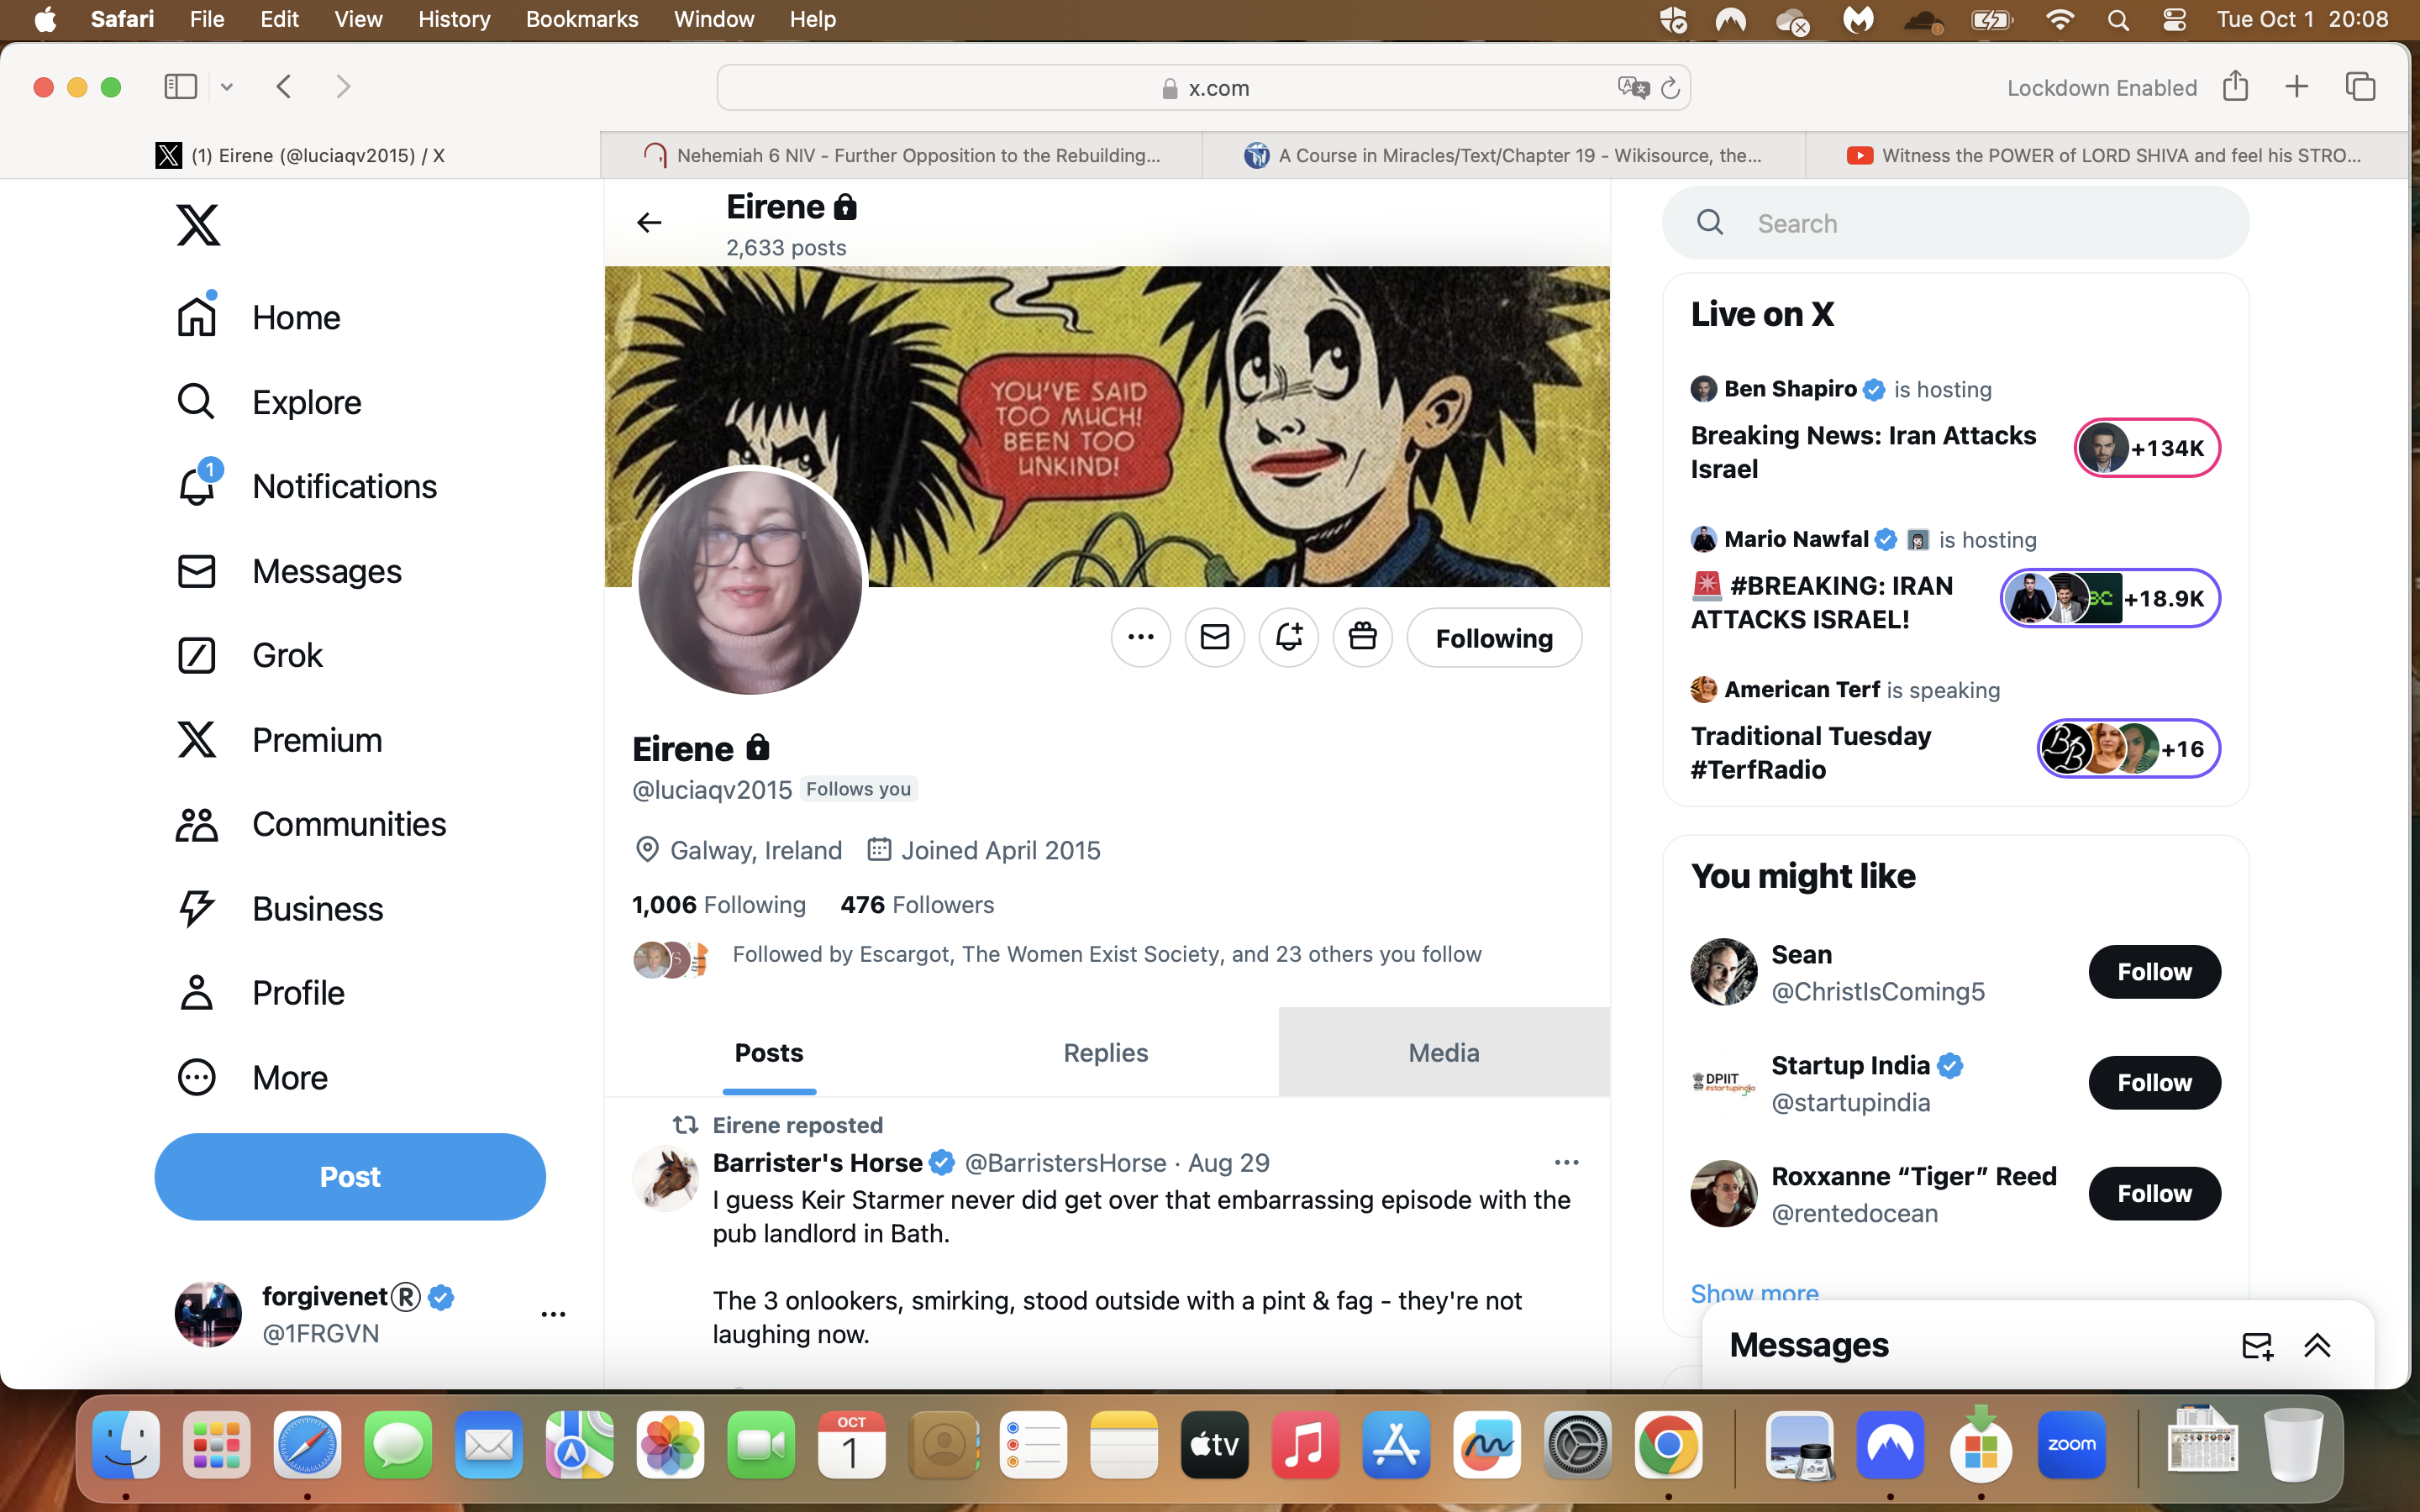 Safari File Edit View History Bookmarks Window Help Tue Oct 1 20:08
x.com Lockdown Enabled
(1) Eirene (@luciaqv2015) / X
Nehemiah 6 NIV - Further Opposition to the Rebuilding...
A Course in Miracles/Text/Chapter 19 - Wikisource, the...
Witness the POWER of LORD SHIVA and feel his STRO...
Home
Explore
1
Notifications
Messages
Grok
Premium
Communities
Business
Profile
More
Post
forgivenet®
@1FRGVN
Eirene
2,633 posts
YOU'VE SAID
TOO MUCH!
BEEN TOO
UNKIND!
Following
Eirene
@luciaqv2015 Follows you
Galway, Ireland Joined April 2015
1,006 Following 476 Followers
Followed by Escargot, The Women Exist Society, and 23 others you follow
Posts Replies Media
Eirene reposted
Barrister's Horse @BarristersHorse · Aug 29
I guess Keir Starmer never did get over that embarrassing episode with the
pub landlord in Bath.
The 3 onlookers, smirking, stood outside with a pint & fag - they're not
laughing now.
Search
Live on X
Ben Shapiro is hosting
Breaking News: Iran Attacks
Israel
+134K
Mario Nawfal is hosting
🚨 #BREAKING: IRAN
ATTACKS ISRAEL!
+18.9K
American Terf is speaking
Traditional Tuesday
#TerfRadio
+16
You might like
Sean
@ChristIsComing5
Follow
DPIIT
#startupindia
Startup India
@startupindia
Follow
Roxxanne “Tiger” Reed
@rentedocean
Follow
Show more
Messages
OCT
1
tv
zoom